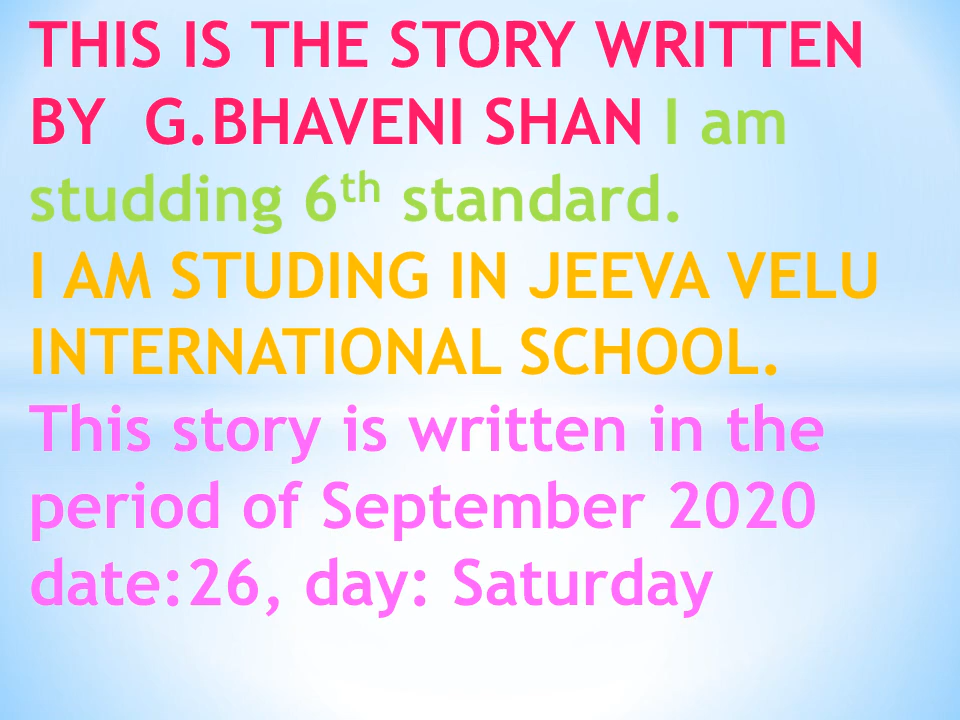 THIS IS THE STORY WRITTEN
BY  G.BHAVENI SHAN I am
studding 6th standard.
I AM STUDING IN JEEVA VELU
INTERNATIONAL SCHOOL.
This story is written in the
period of September 2020
date:26, day: Saturday